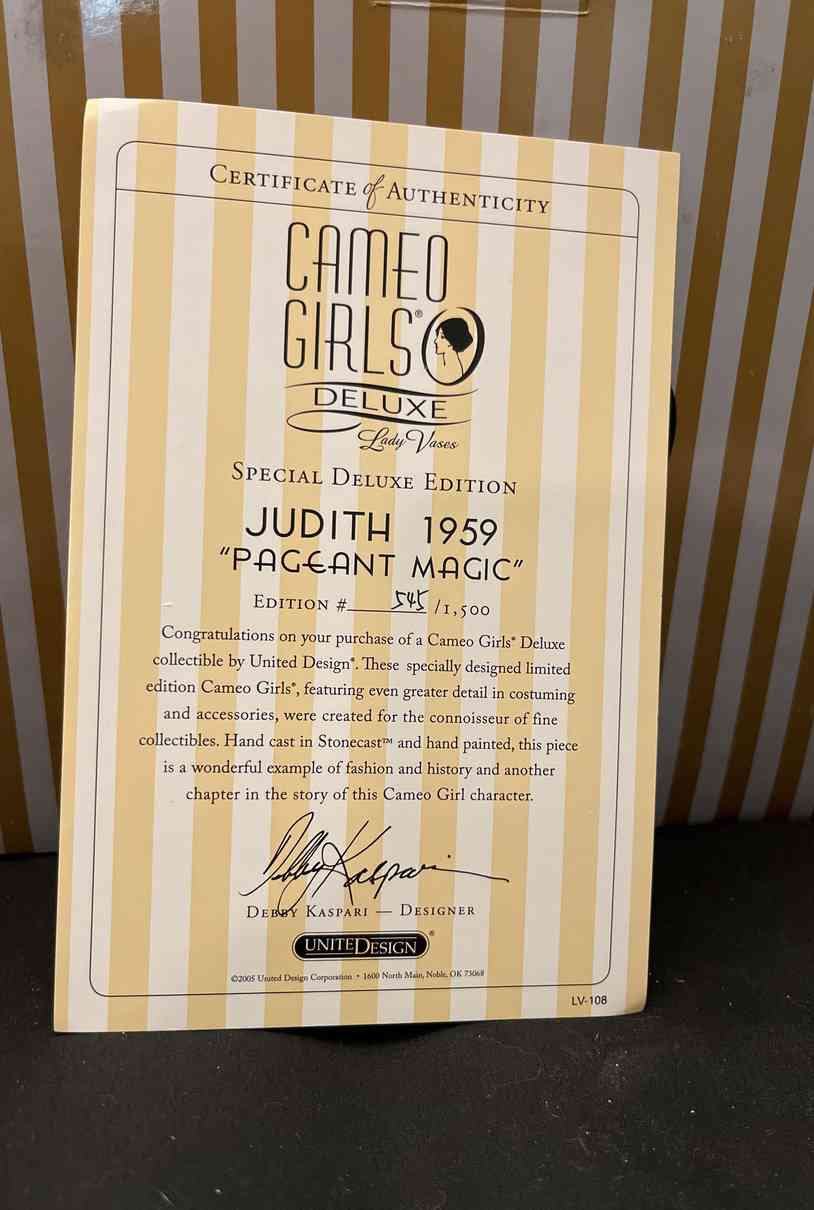 CERTIFICATE of AUTHENTICITY
CAMEO
GIRLS®
DELUXE
Lady Vases
SPECIAL DELUXE EDITION
JUDITH 1959
"PAGEANT MAGIC"
EDITION # 545 /1,500
Congratulations on your purchase of a Cameo Girls® Deluxe
collectible by United Design®. These specially designed limited
edition Cameo Girls®, featuring even greater detail in costuming
and accessories, were created for the connoisseur of fine
collectibles. Hand cast in Stonecast™ and hand painted, this piece
is a wonderful example of fashion and history and another
chapter in the story of this Cameo Girl character.
Debby Kaspari
DEBBY KASPARI — DESIGNER
UNITEDESIGN®
©2005 United Design Corporation • 1600 North Main, Noble, OK 73068
LV-108